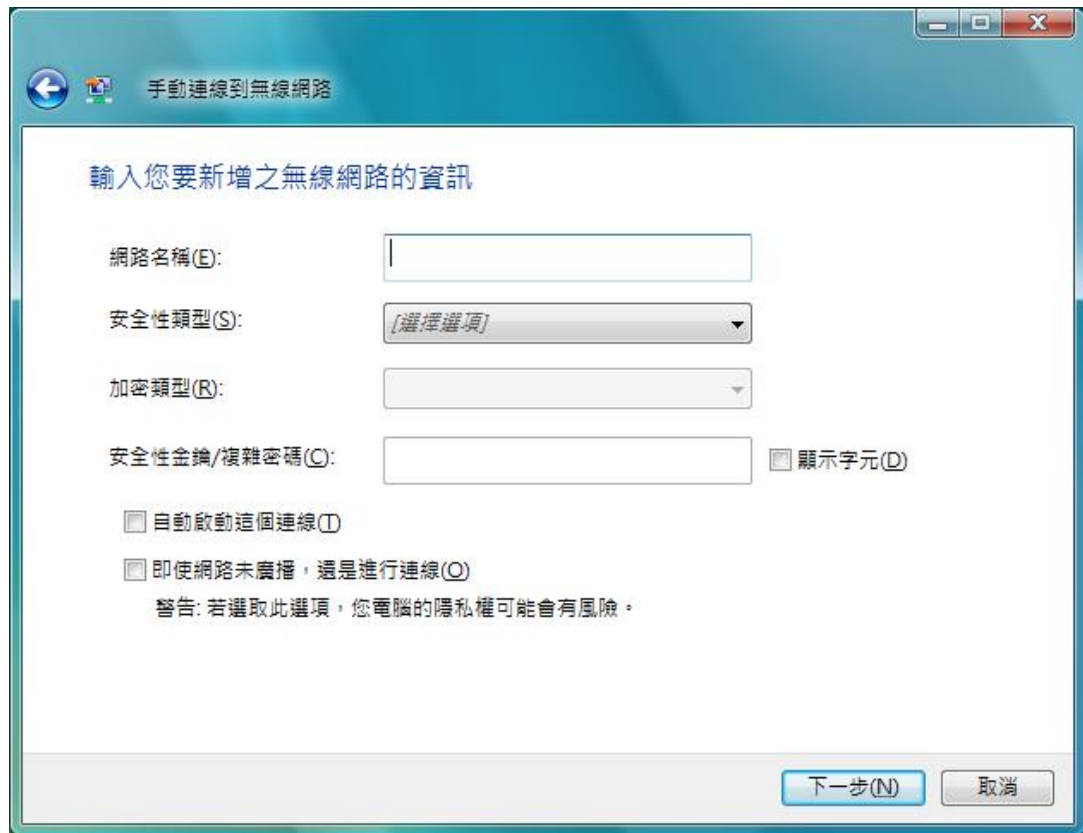 手動連線到無線網路
輸入您要新增之無線網路的資訊
網路名稱(E):
安全性類型(S):
[選擇選項]
加密類型(R):
安全性金鑰/複雜密碼(C):
顯示字元(D)
自動啟動這個連線(T)
即使網路未廣播，還是進行連線(O)
警告: 若選取此選項，您電腦的隱私權可能會有風險。
下一步(N)
取消